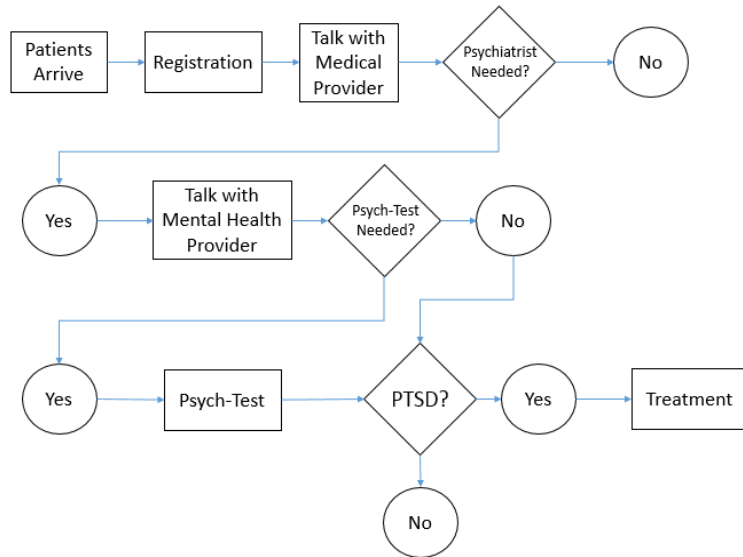 Patients
Arrive
Registration
Talk with
Medical
Provider
Psychiatrist
Needed?
No
Yes
Talk with
Mental Health
Provider
Psych-Test
Needed?
No
Yes
Psych-Test
PTSD?
Yes
Treatment
No